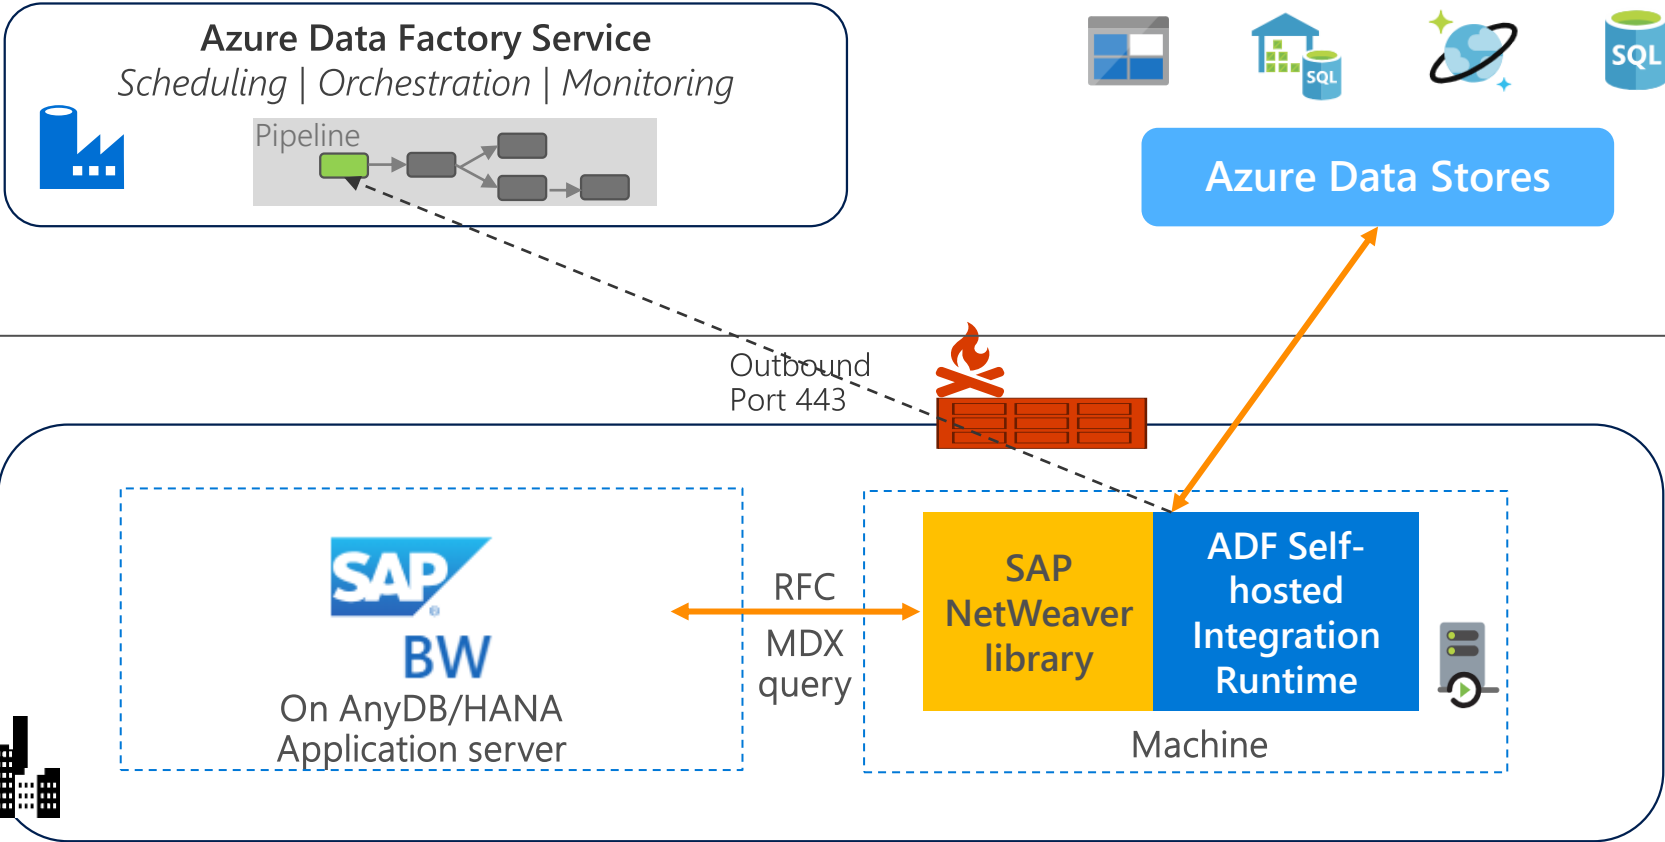 Azure Data Factory Service
Scheduling | Orchestration | Monitoring
Pipeline
SQL
SQL
Azure Data Stores
Outbound
Port 443
SAP
®
BW
On AnyDB/HANA
Application server
RFC
MDX
query
SAP
NetWeaver
library
ADF Self-
hosted
Integration
Runtime
Machine